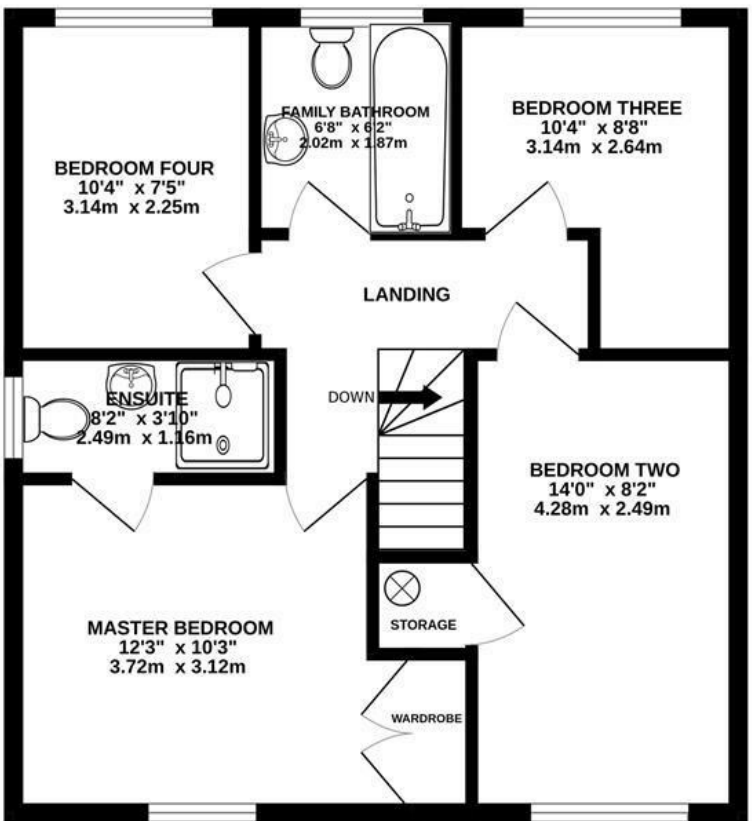 FAMILY BATHROOM
6'8" x 6'2"
2.02m x 1.87m
BEDROOM THREE
10'4" x 8'8"
3.14m x 2.64m
BEDROOM FOUR
10'4" x 7'5"
3.14m x 2.25m
LANDING
DOWN
ENSUITE
8'2" x 3'10"
2.49m x 1.16m
BEDROOM TWO
14'0" x 8'2"
4.28m x 2.49m
STORAGE
MASTER BEDROOM
12'3" x 10'3"
3.72m x 3.12m
WARDROBE